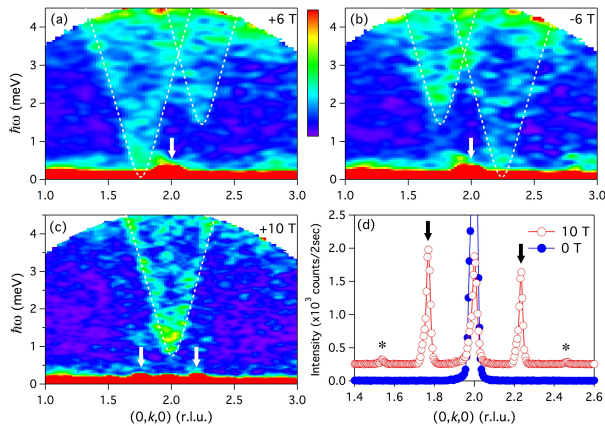 (a) +6 T
(b) -6 T
ħω (meV)
4
3
2
1
0
1.0 1.5 2.0 2.5 3.0
ħω (meV)
4
3
2
1
0
1.0 1.5 2.0 2.5 3.0
(c) +10 T
ħω (meV)
4
3
2
1
0
1.0 1.5 2.0 2.5 3.0
(0,k,0) (r.l.u.)
(d)
10 T
0 T
Intensity (x10³ counts/2sec)
2.5
2.0
1.5
1.0
0.5
0.0
* *
1.4 1.6 1.8 2.0 2.2 2.4 2.6
(0,k,0) (r.l.u.)